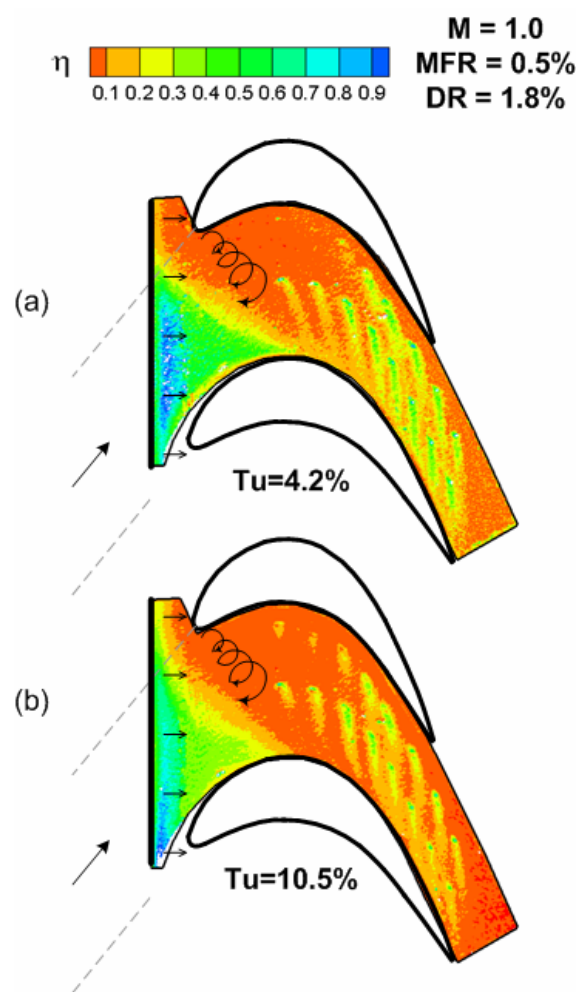 η
0.1 0.2 0.3 0.4 0.5 0.6 0.7 0.8 0.9
M = 1.0
MFR = 0.5%
DR = 1.8%
(a)
Tu=4.2%
(b)
Tu=10.5%